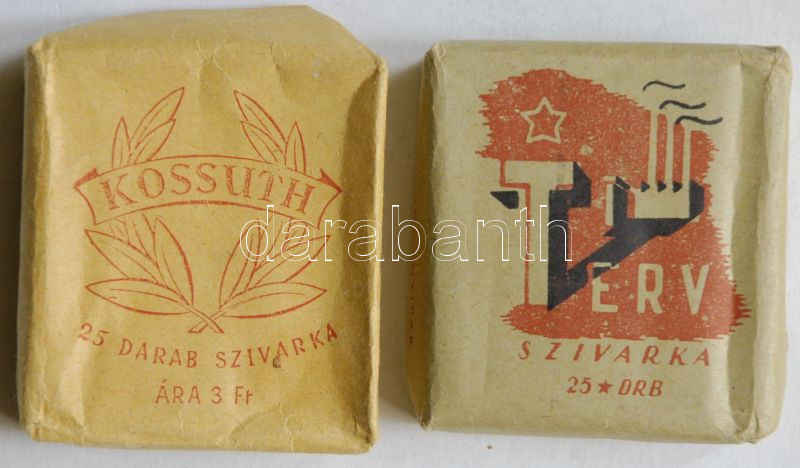 KOSSUTH
25 DARAB SZIVARKA
ÁRA 3 Ft
TERV
SZIVARKA
25 ★ DRB
darabanth